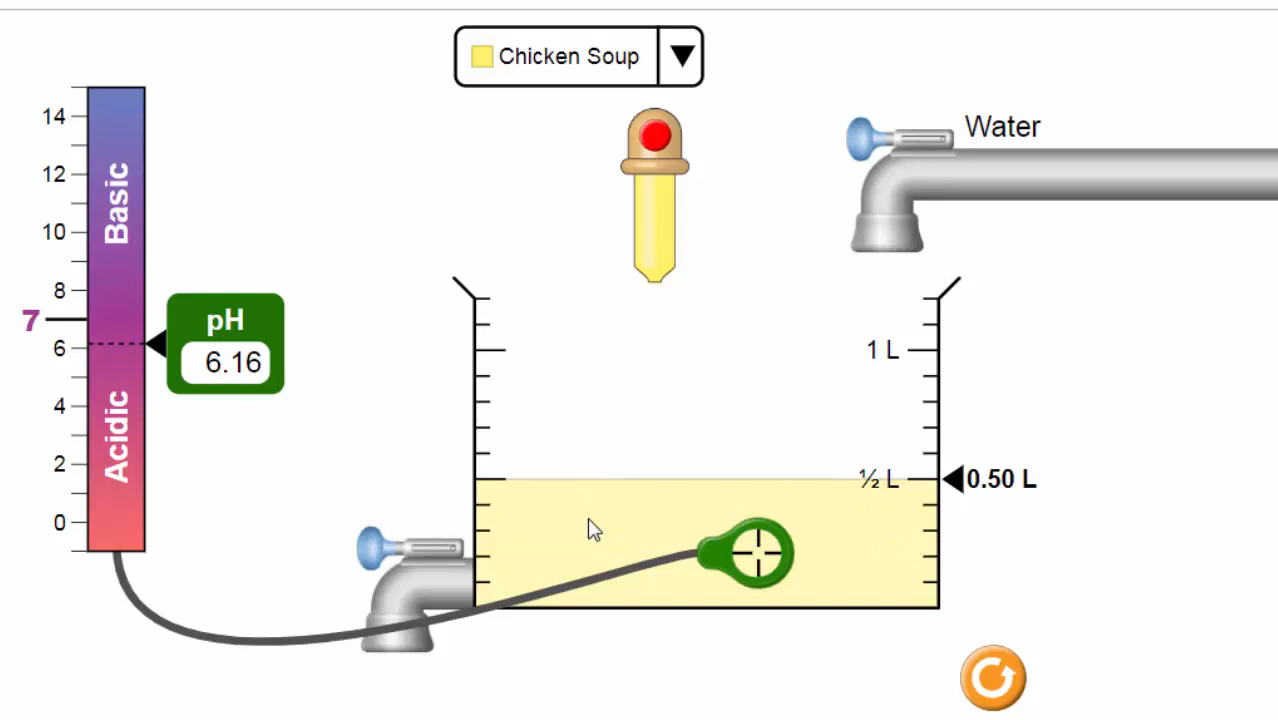 Chicken Soup
Water
14
12
10
8
7
6
4
2
0
Basic
Acidic
pH
6.16
1 L
½ L
0.50 L